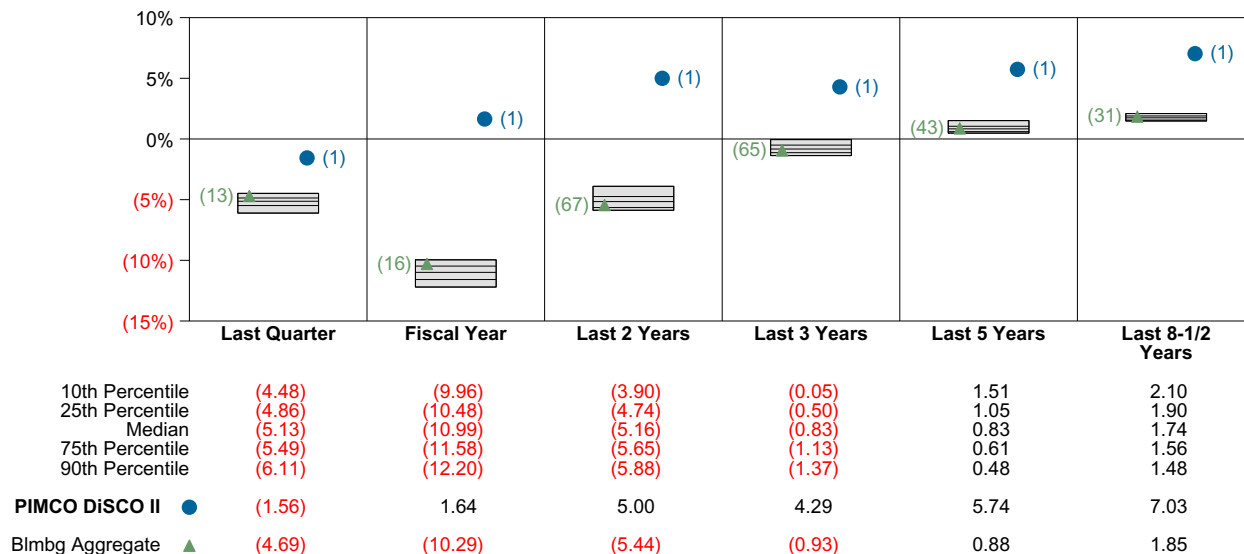 10%
5%
0%
(5%)
(10%)
(15%)
(1) (1) (1) (1) (1) (1)
(13) (16) (67) (65) (43) (31)
Last Quarter Fiscal Year Last 2 Years Last 3 Years Last 5 Years Last 8-1/2
Years
10th Percentile (4.48) (9.96) (3.90) (0.05) 1.51 2.10
25th Percentile (4.86) (10.48) (4.74) (0.50) 1.05 1.90
Median (5.13) (10.99) (5.16) (0.83) 0.83 1.74
75th Percentile (5.49) (11.58) (5.65) (1.13) 0.61 1.56
90th Percentile (6.11) (12.20) (5.88) (1.37) 0.48 1.48
PIMCO DiSCO II (1.56) 1.64 5.00 4.29 5.74 7.03
Blmbg Aggregate (4.69) (10.29) (5.44) (0.93) 0.88 1.85